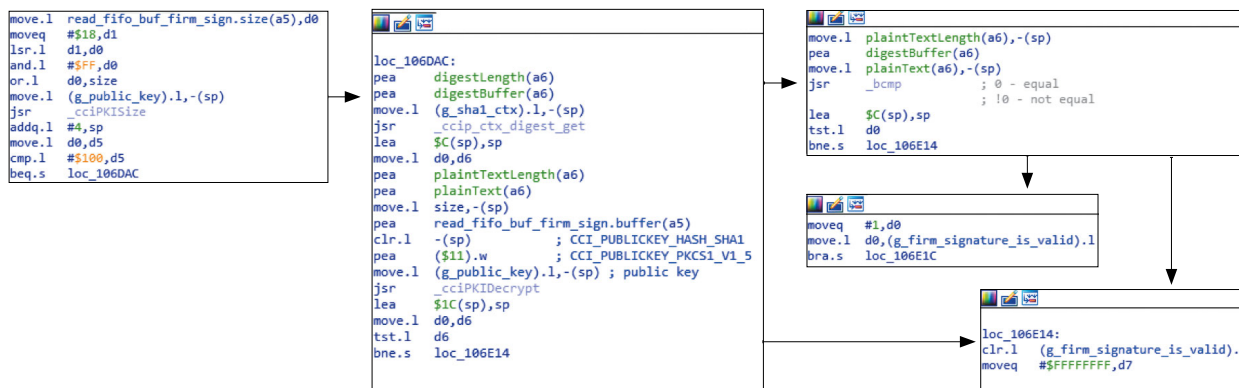 move.l read_fifo_buf_firm_sign.size(a5),d0
moveq #$18,d1
lsr.l d1,d0
and.l #$FF,d0
or.l d0,size
move.l (g_public_key).l,-(sp)
jsr _cciPKISize
addq.l #4,sp
move.l d0,d5
cmp.l #$100,d5
beq.s loc_106DAC
loc_106DAC:
pea digestLength(a6)
pea digestBuffer(a6)
move.l (g_sha1_ctx).l,-(sp)
jsr _ccip_ctx_digest_get
lea $C(sp),sp
move.l d0,d6
pea plaintTextLength(a6)
pea plainText(a6)
move.l size,-(sp)
pea read_fifo_buf_firm_sign.buffer(a5)
clr.l -(sp) ; CCI_PUBLICKEY_HASH_SHA1
pea ($11).w ; CCI_PUBLICKEY_PKCS1_V1_5
move.l (g_public_key).l,-(sp) ; public key
jsr _cciPKIDecrypt
lea $1C(sp),sp
move.l d0,d6
tst.l d6
bne.s loc_106E14
move.l plaintTextLength(a6),-(sp)
pea digestBuffer(a6)
move.l plainText(a6),-(sp)
jsr _bcmp ; 0 - equal
; !0 - not equal
lea $C(sp),sp
tst.l d0
bne.s loc_106E14
moveq #1,d0
move.l d0,(g_firm_signature_is_valid).l
bra.s loc_106E1C
loc_106E14:
clr.l (g_firm_signature_is_valid).
moveq #$FFFFFFFF,d7